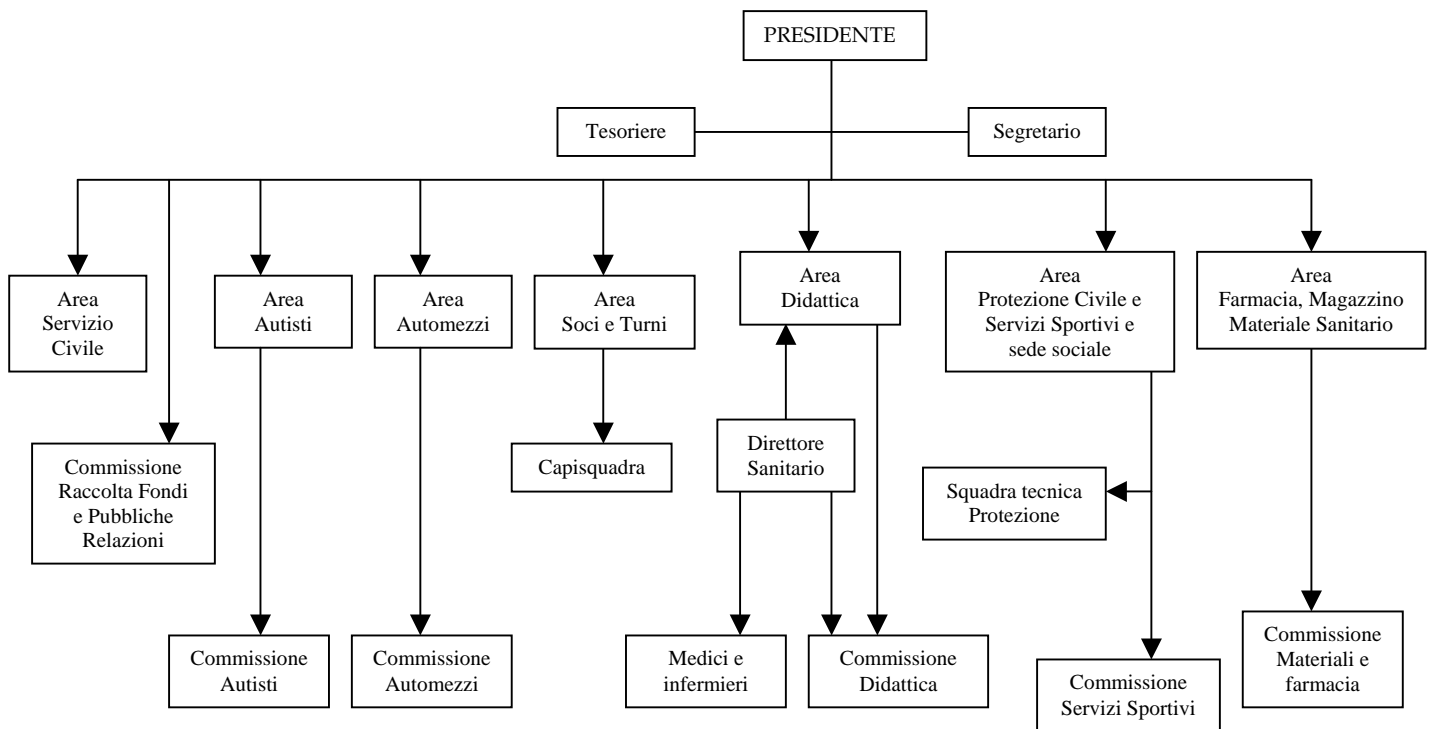 PRESIDENTE
Tesoriere
Segretario
Area
Servizio
Civile
Area
Autisti
Area
Automezzi
Area
Soci e Turni
Area
Didattica
Area
Protezione Civile e
Servizi Sportivi e
sede sociale
Area
Farmacia, Magazzino
Materiale Sanitario
Commissione
Raccolta Fondi
e Pubbliche
Relazioni
Capisquadra
Direttore
Sanitario
Squadra tecnica
Protezione
Commissione
Autisti
Commissione
Automezzi
Medici e
infermieri
Commissione
Didattica
Commissione
Servizi Sportivi
Commissione
Materiali e
farmacia